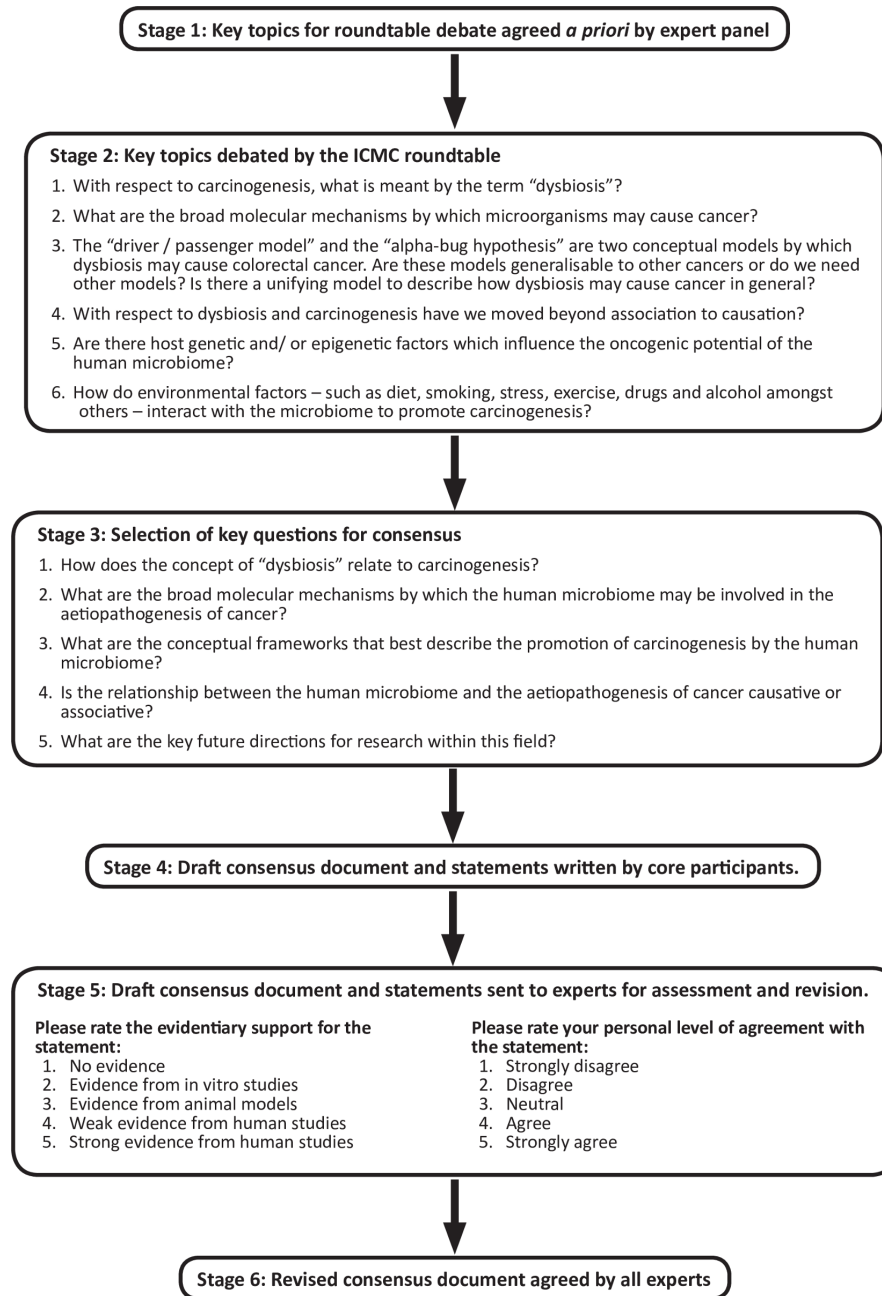 Stage 1: Key topics for roundtable debate agreed a priori by expert panel
Stage 2: Key topics debated by the ICMC roundtable
1. With respect to carcinogenesis, what is meant by the term “dysbiosis”?
2. What are the broad molecular mechanisms by which microorganisms may cause cancer?
3. The “driver / passenger model” and the “alpha-bug hypothesis” are two conceptual models by which
dysbiosis may cause colorectal cancer. Are these models generalisable to other cancers or do we need
other models? Is there a unifying model to describe how dysbiosis may cause cancer in general?
4. With respect to dysbiosis and carcinogenesis have we moved beyond association to causation?
5. Are there host genetic and/ or epigenetic factors which influence the oncogenic potential of the
human microbiome?
6. How do environmental factors – such as diet, smoking, stress, exercise, drugs and alcohol amongst
others – interact with the microbiome to promote carcinogenesis?
Stage 3: Selection of key questions for consensus
1. How does the concept of “dysbiosis” relate to carcinogenesis?
2. What are the broad molecular mechanisms by which the human microbiome may be involved in the
aetiopathogenesis of cancer?
3. What are the conceptual frameworks that best describe the promotion of carcinogenesis by the human
microbiome?
4. Is the relationship between the human microbiome and the aetiopathogenesis of cancer causative or
associative?
5. What are the key future directions for research within this field?
Stage 4: Draft consensus document and statements written by core participants.
Stage 5: Draft consensus document and statements sent to experts for assessment and revision.
Please rate the evidentiary support for the
statement:
1. No evidence
2. Evidence from in vitro studies
3. Evidence from animal models
4. Weak evidence from human studies
5. Strong evidence from human studies
Please rate your personal level of agreement with
the statement:
1. Strongly disagree
2. Disagree
3. Neutral
4. Agree
5. Strongly agree
Stage 6: Revised consensus document agreed by all experts